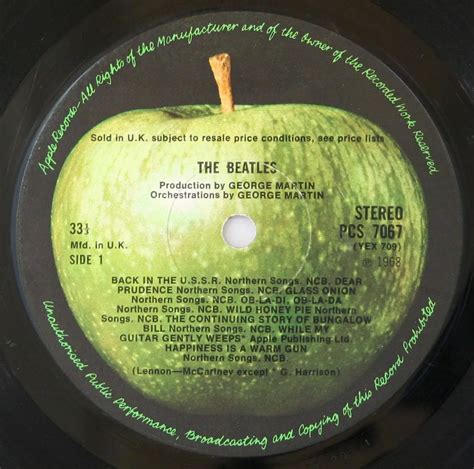 Apple Records—All Rights of the Manufacturer and of the Owner of the Recorded Work Reserved
Sold in U.K. subject to resale price conditions, see price lists
THE BEATLES
Production by GEORGE MARTIN
Orchestrations by GEORGE MARTIN
33⅓
Mfd. in U.K.
SIDE 1
STEREO
PCS 7067
(YEX 709)
℗ 1968
BACK IN THE U.S.S.R. Northern Songs. NCB. DEAR
PRUDENCE Northern Songs. NCB. GLASS ONION
Northern Songs. NCB. OB-LA-DI, OB-LA-DA
Northern Songs. NCB. WILD HONEY PIE Northern
Songs. NCB. THE CONTINUING STORY OF BUNGALOW
BILL Northern Songs. NCB. WHILE MY
GUITAR GENTLY WEEPS* Apple Publishing Ltd.
HAPPINESS IS A WARM GUN
Northern Songs. NCB.
(Lennon—McCartney except * G. Harrison)
Unauthorised Public Performance, Broadcasting and Copying of this Record Prohibited